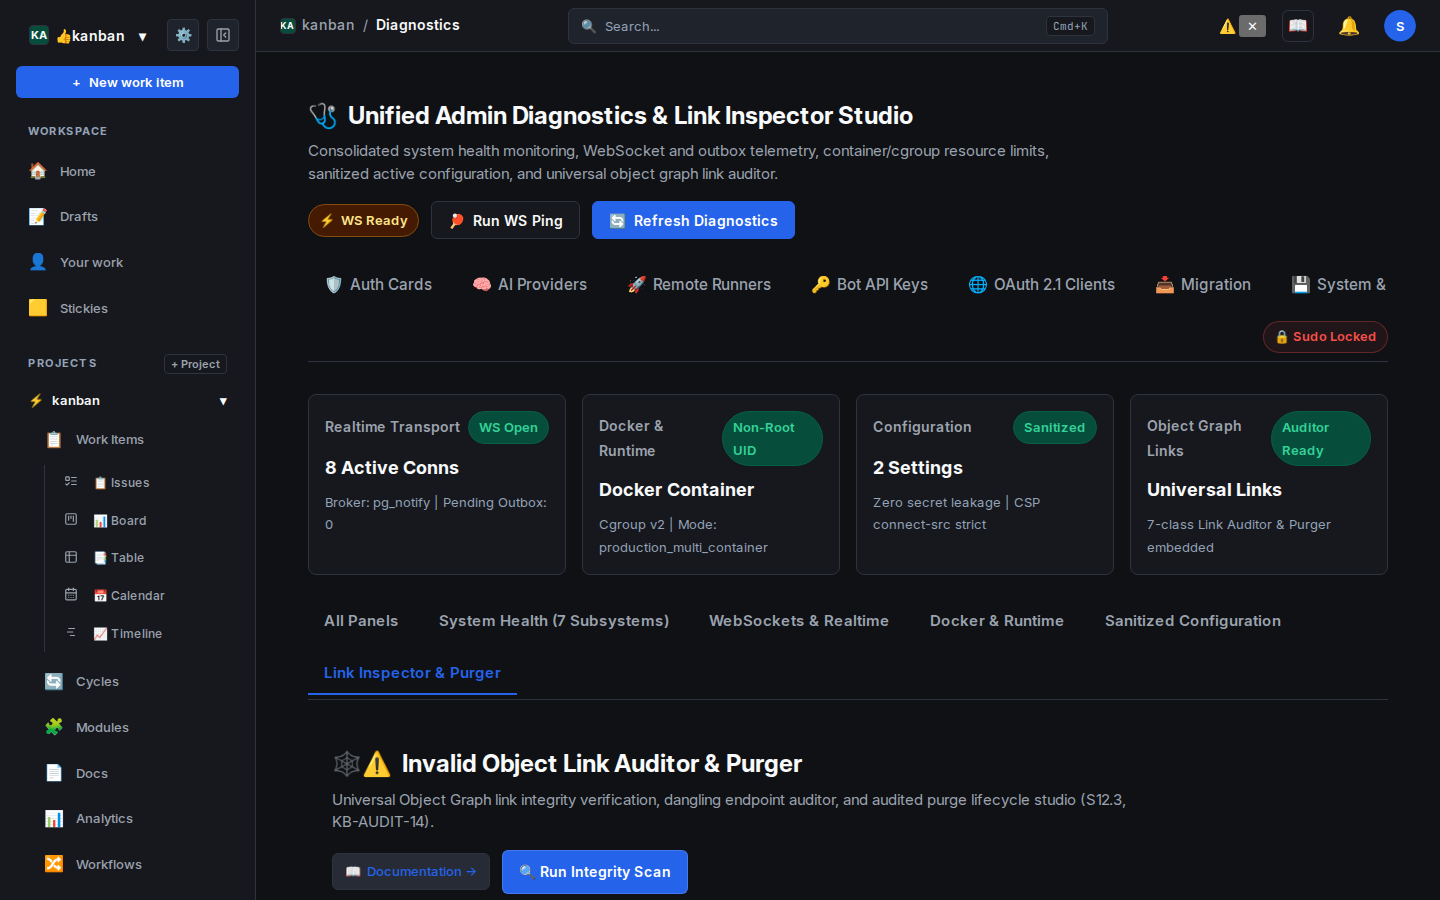 KA 👍kanban ▼
+ New work item
WORKSPACE
🏠 Home
📝 Drafts
👤 Your work
🟨 Stickies
PROJECTS
+ Project
⚡ kanban ▼
📋 Work Items
📋 Issues
📊 Board
📑 Table
📅 Calendar
📈 Timeline
🔄 Cycles
🧩 Modules
📄 Docs
📊 Analytics
🔀 Workflows
KA kanban / Diagnostics
🔍 Search... Cmd+K
⚠️ ✕ 📖 🔔 S
🩺 Unified Admin Diagnostics & Link Inspector Studio
Consolidated system health monitoring, WebSocket and outbox telemetry, container/cgroup resource limits,
sanitized active configuration, and universal object graph link auditor.
⚡ WS Ready
🏓 Run WS Ping
🔄 Refresh Diagnostics
🛡️ Auth Cards
🧠 AI Providers
🚀 Remote Runners
🔑 Bot API Keys
🌐 OAuth 2.1 Clients
📥 Migration
💾 System &
🔒 Sudo Locked
Realtime Transport
WS Open
8 Active Conns
Broker: pg_notify | Pending Outbox:
0
Docker &
Runtime
Non-Root
UID
Docker Container
Cgroup v2 | Mode:
production_multi_container
Configuration
Sanitized
2 Settings
Zero secret leakage | CSP
connect-src strict
Object Graph
Links
Auditor
Ready
Universal Links
7-class Link Auditor & Purger
embedded
All Panels
System Health (7 Subsystems)
WebSockets & Realtime
Docker & Runtime
Sanitized Configuration
Link Inspector & Purger
🕸️⚠️ Invalid Object Link Auditor & Purger
Universal Object Graph link integrity verification, dangling endpoint auditor, and audited purge lifecycle studio (S12.3,
KB-AUDIT-14).
📖 Documentation →
🔍 Run Integrity Scan